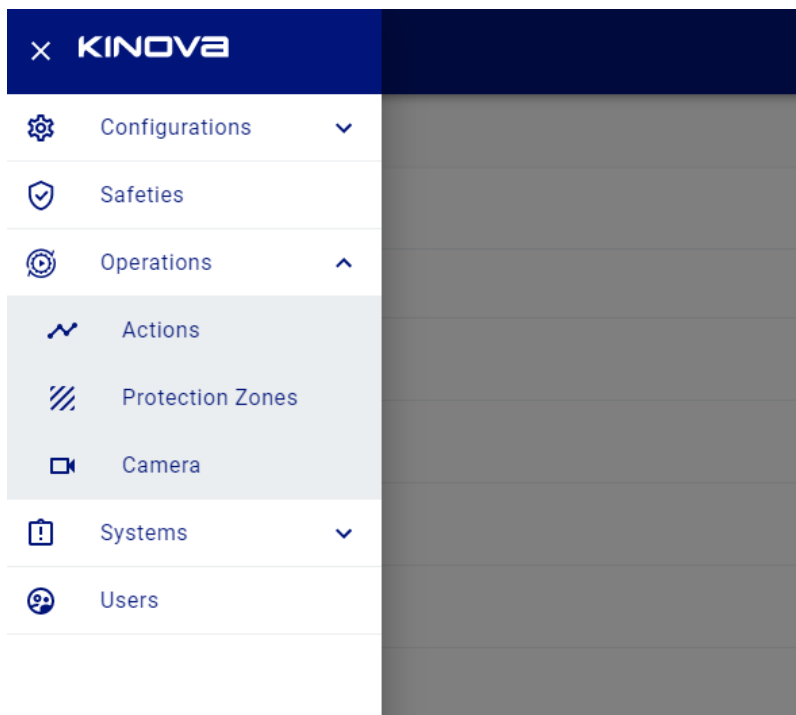 KINOVA
Configurations
Safeties
Operations
Actions
Protection Zones
Camera
Systems
Users